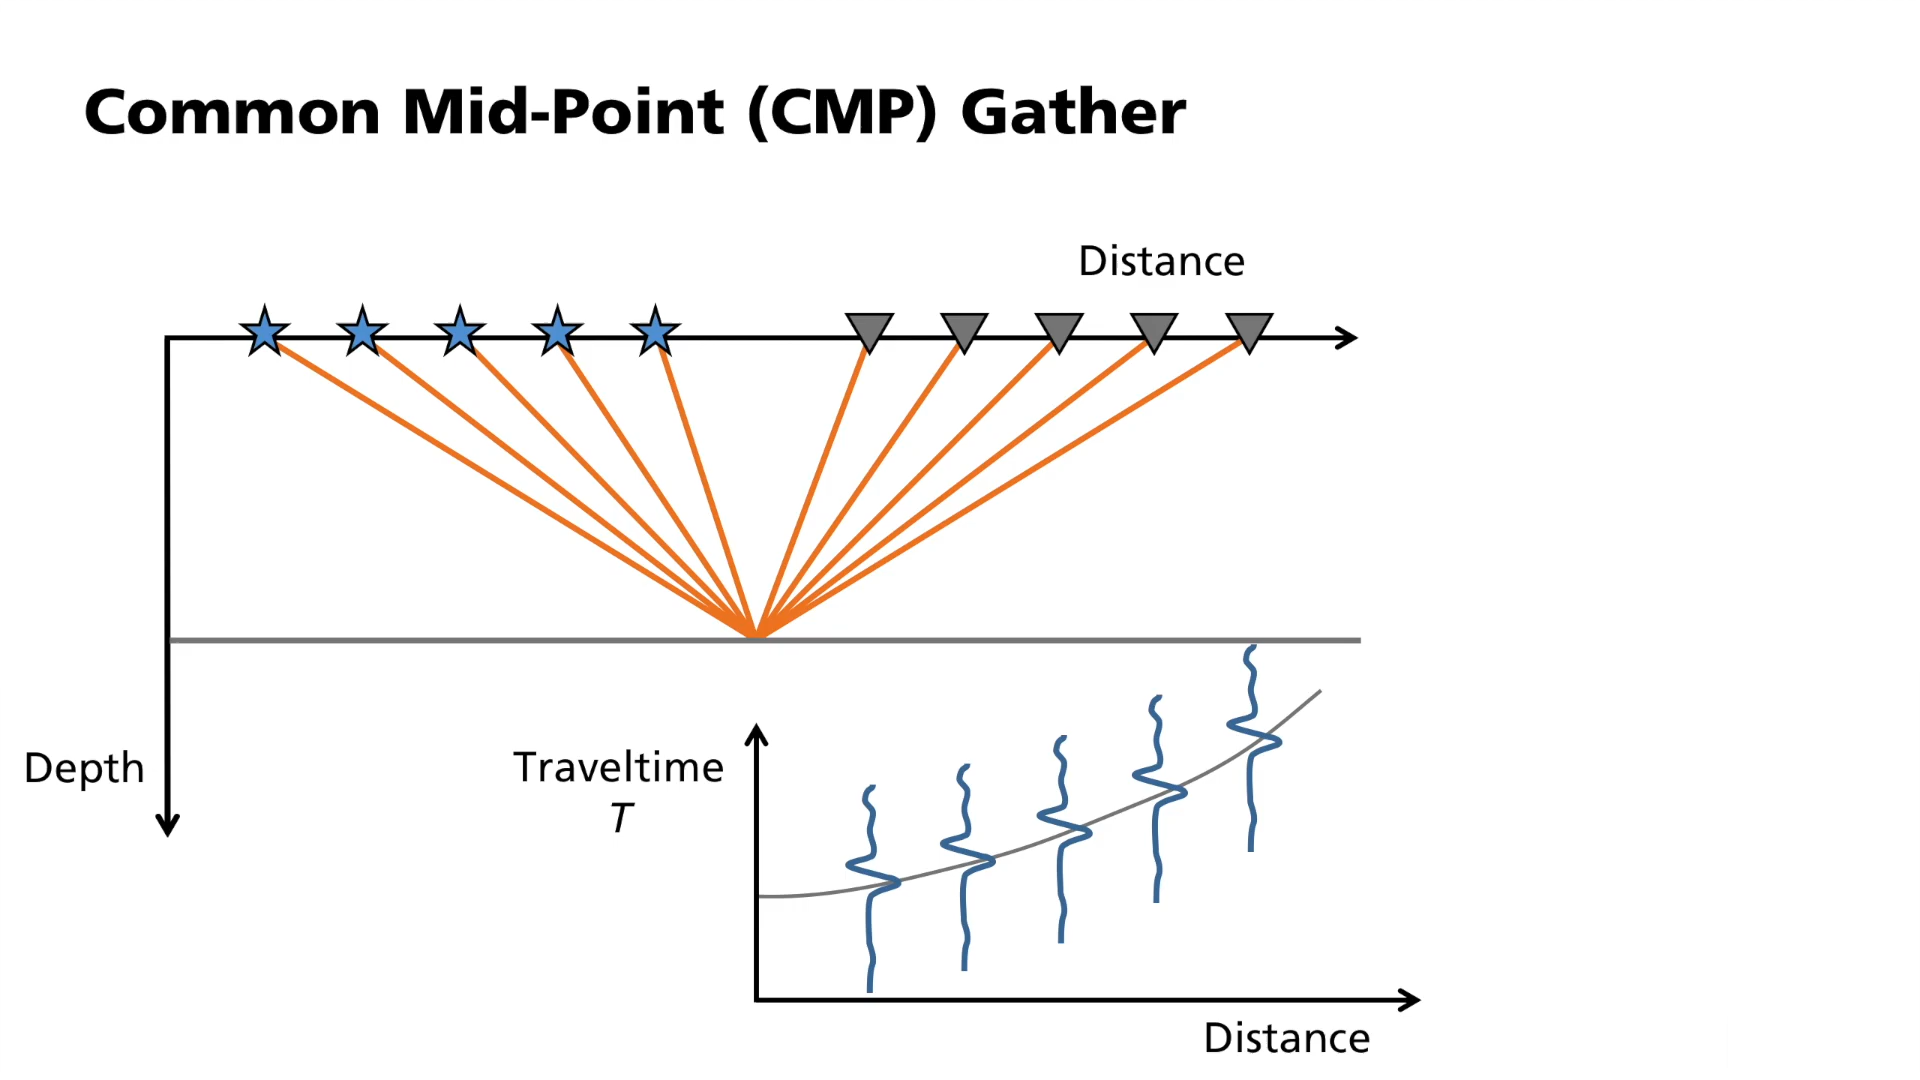 Common Mid-Point (CMP) Gather
Distance
Depth
Traveltime
T
Distance